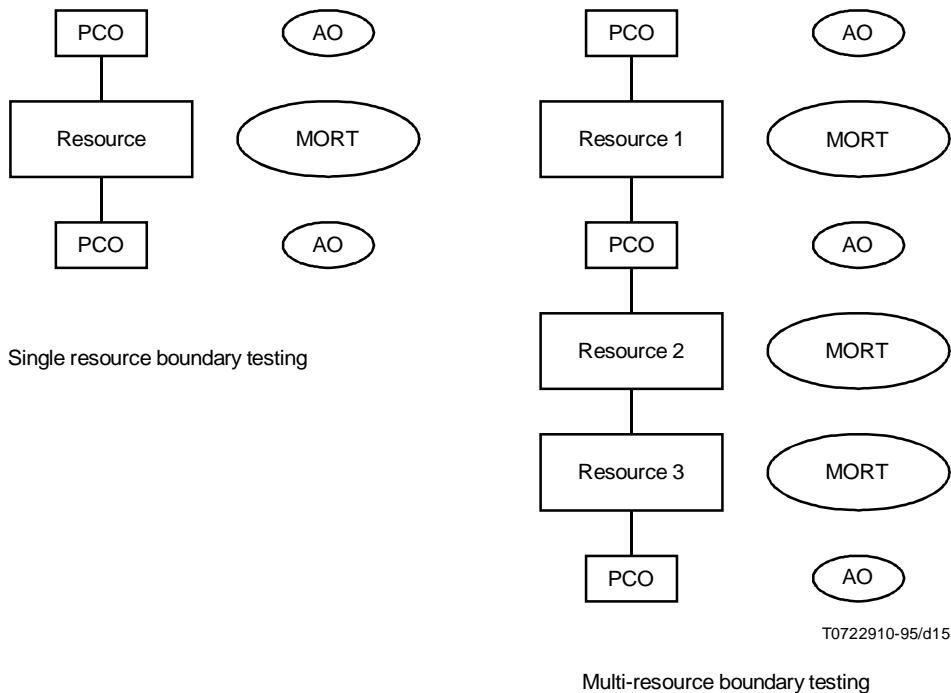 PCO AO
Resource MORT
PCO AO
Single resource boundary testing
PCO AO
Resource 1 MORT
PCO AO
Resource 2 MORT
Resource 3 MORT
PCO AO
T0722910-95/d15
Multi-resource boundary testing